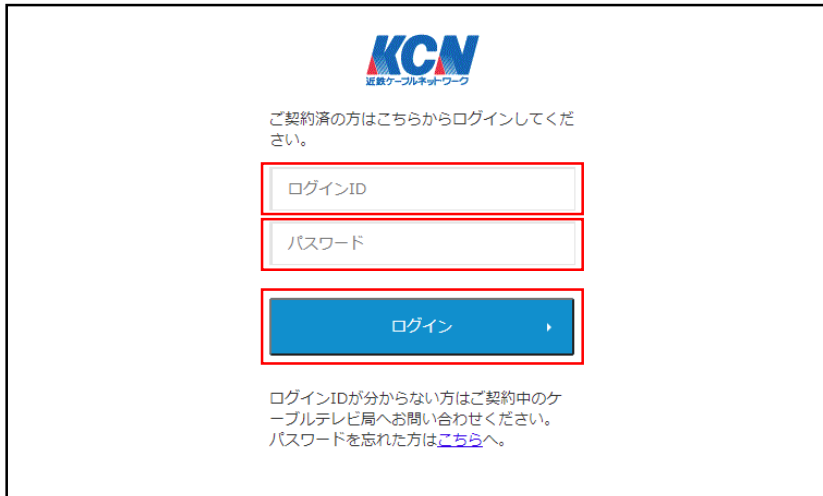 KCN
近鉄ケーブルネットワーク
ご契約済の方はこちらからログインしてくだ
さい。
ログインID
パスワード
ログイン
ログインIDが分からない方はご契約中のケ
ーブルテレビ局へお問い合わせください。
パスワードを忘れた方はこちらへ。